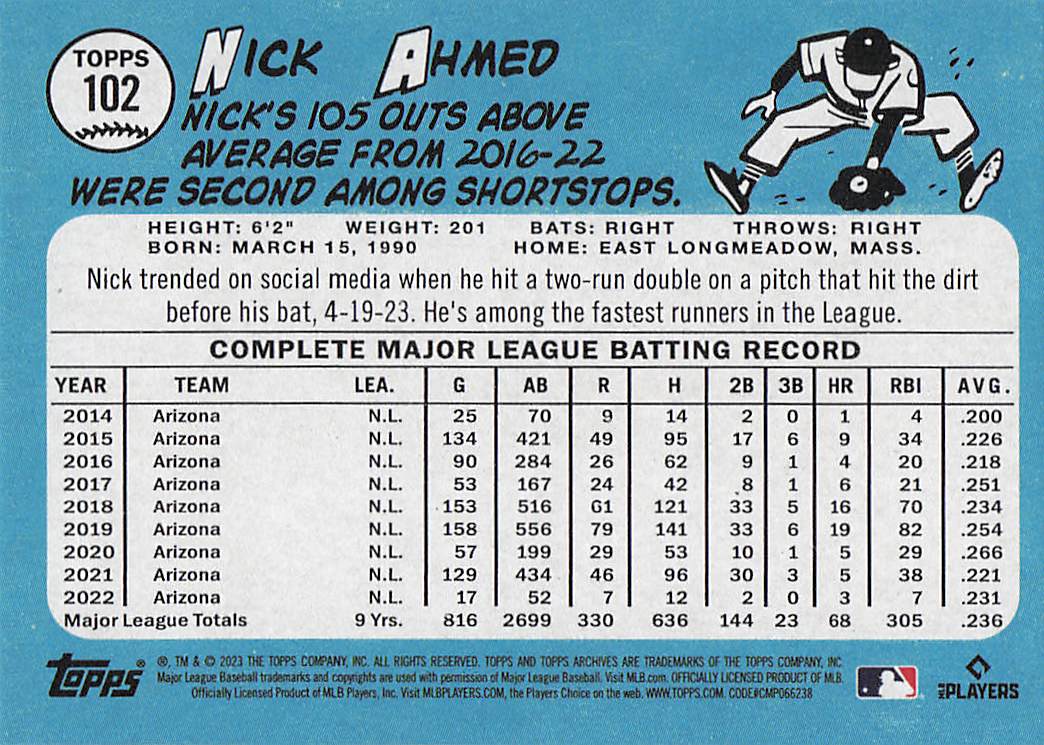 TOPPS
102
NICK AHMED
NICK'S 105 OUTS ABOVE
AVERAGE FROM 2016-22
WERE SECOND AMONG SHORTSTOPS.
HEIGHT: 6'2" WEIGHT: 201 BATS: RIGHT THROWS: RIGHT
BORN: MARCH 15, 1990 HOME: EAST LONGMEADOW, MASS.
Nick trended on social media when he hit a two-run double on a pitch that hit the dirt
before his bat, 4-19-23. He's among the fastest runners in the League.
COMPLETE MAJOR LEAGUE BATTING RECORD
YEAR TEAM LEA. G AB R H 2B 3B HR RBI AVG.
2014 Arizona N.L. 25 70 9 14 2 0 1 4 .200
2015 Arizona N.L. 134 421 49 95 17 6 9 34 .226
2016 Arizona N.L. 90 284 26 62 9 1 4 20 .218
2017 Arizona N.L. 53 167 24 42 8 1 6 21 .251
2018 Arizona N.L. 153 516 61 121 33 5 16 70 .234
2019 Arizona N.L. 158 556 79 141 33 6 19 82 .254
2020 Arizona N.L. 57 199 29 53 10 1 5 29 .266
2021 Arizona N.L. 129 434 46 96 30 3 5 38 .221
2022 Arizona N.L. 17 52 7 12 2 0 3 7 .231
Major League Totals 9 Yrs. 816 2699 330 636 144 23 68 305 .236
Topps ® ®, TM & © 2023 THE TOPPS COMPANY, INC. ALL RIGHTS RESERVED. TOPPS AND TOPPS ARCHIVES ARE TRADEMARKS OF THE TOPPS COMPANY, INC.
Major League Baseball trademarks and copyrights are used with permission of Major League Baseball. Visit MLB.com. OFFICIALLY LICENSED PRODUCT OF MLB.
Officially Licensed Product of MLB Players, Inc. Visit MLBPLAYERS.COM, the Players Choice on the web. WWW.TOPPS.COM. CODE#CMP066238
MLB PLAYERS